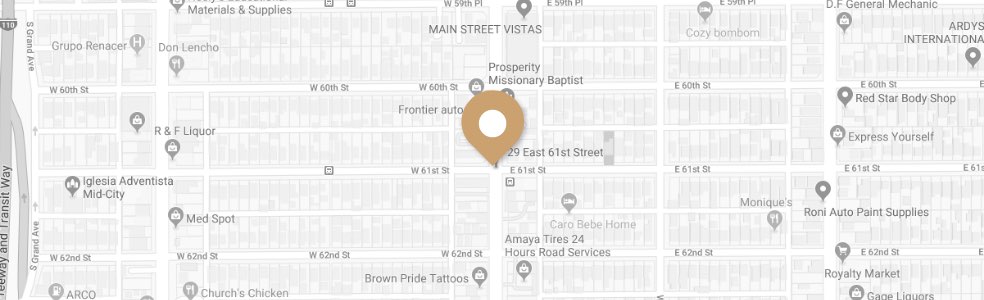 Materials & Supplies
W 59th Pl
E 59th Pl
E 59th Pl
D.F General Mechanic
110
S Grand Ave
MAIN STREET VISTAS
Cozy bombom
ARDYS
INTERNATIONA
Grupo Renacer
Don Lencho
Prosperity
Missionary Baptist
W 60th St
W 60th St
E 60th St
E 60th St
Frontier auto
Red Star Body Shop
R & F Liquor
Express Yourself
29 East 61st Street
W 61st St
E 61st St
E 61st St
E 61st St
Iglesia Adventista
Mid-City
Monique's
Med Spot
Roni Auto Paint Supplies
Caro Bebe Home
S Grand Ave
Amaya Tires 24
Hours Road Services
W 62nd St
W 62nd St
W 62nd St
E 62nd St
E 62nd St
reeway and Transit Way
Brown Pride Tattoos
Royalty Market
ARCO
Church's Chicken
Gage Liquors